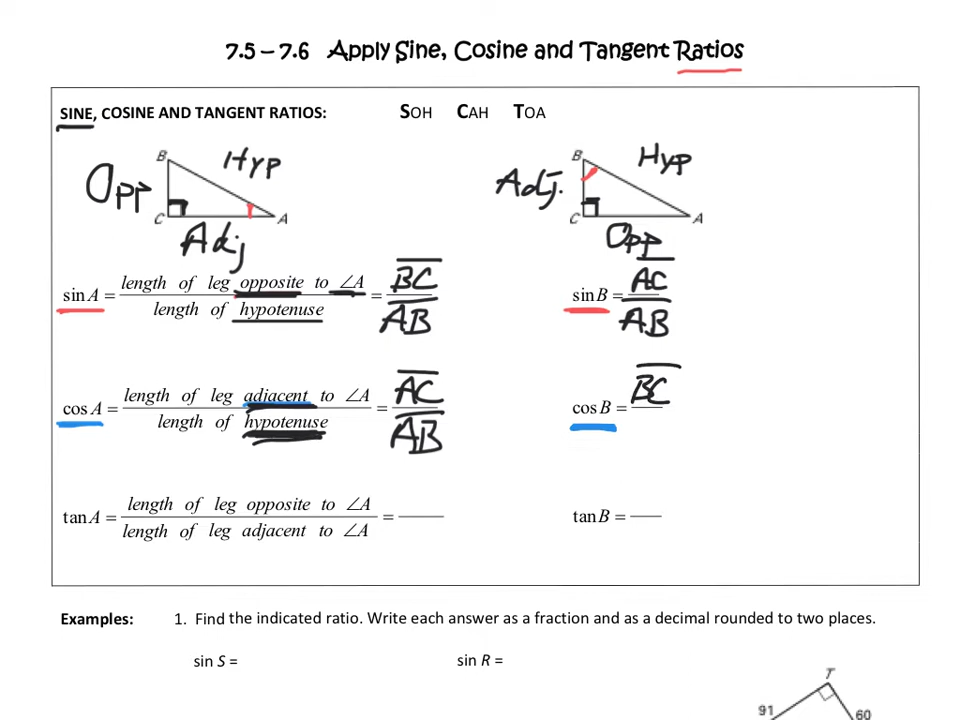 7.5 – 7.6 Apply Sine, Cosine and Tangent Ratios
SINE, COSINE AND TANGENT RATIOS: SOH CAH TOA
B Hyp B Hyp
Opp Adj.
C A C A
Adj Opp
sin A = length of leg opposite to ∠A / length of hypotenuse = BC / AB sin B = AC / AB
cos A = length of leg adjacent to ∠A / length of hypotenuse = AC / AB cos B = BC
tan A = length of leg opposite to ∠A / length of leg adjacent to ∠A = tan B =
Examples: 1. Find the indicated ratio. Write each answer as a fraction and as a decimal rounded to two places.
sin S = sin R =
T
91 60